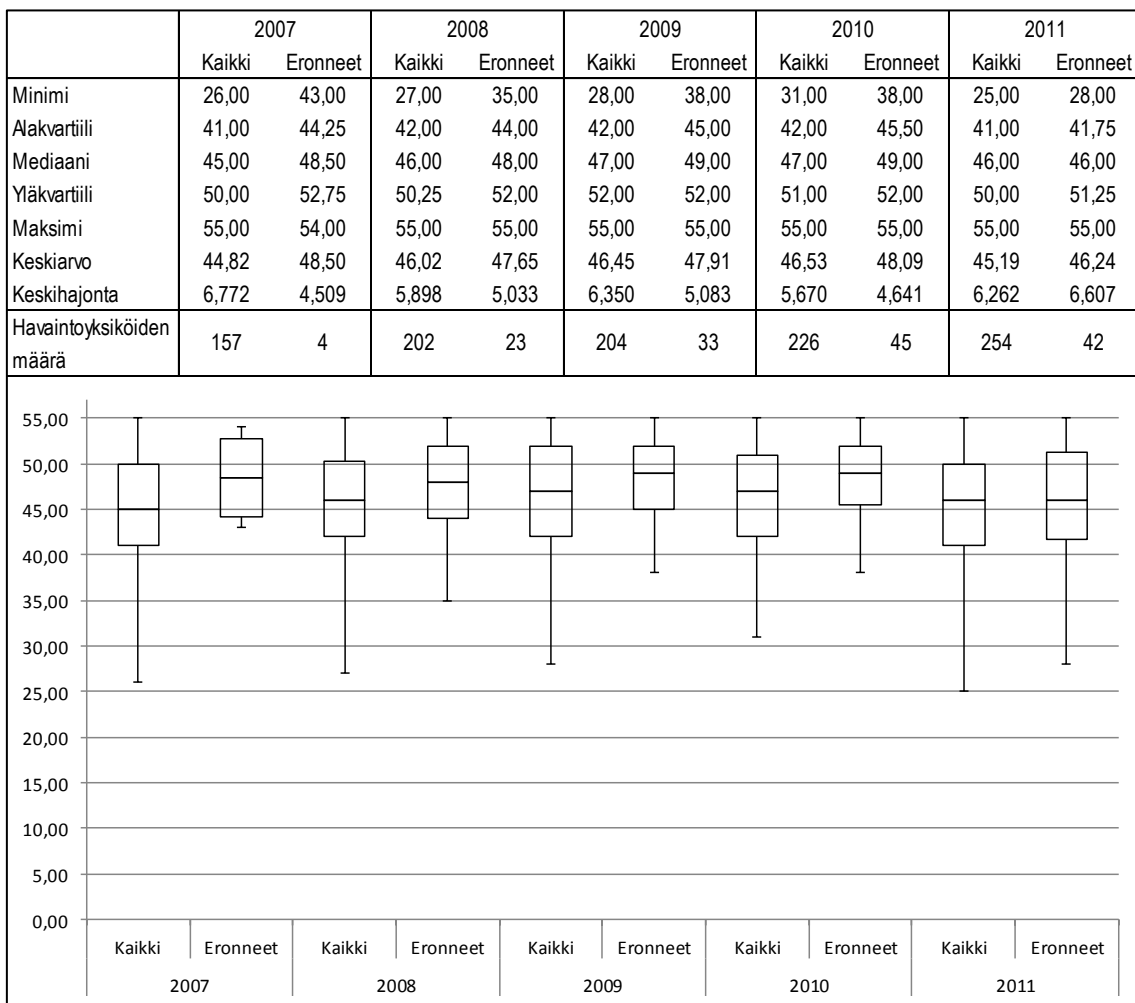 2007 2008 2009 2010 2011
Kaikki Eronneet Kaikki Eronneet Kaikki Eronneet Kaikki Eronneet Kaikki Eronneet
Minimi 26,00 43,00 27,00 35,00 28,00 38,00 31,00 38,00 25,00 28,00
Alakvartiili 41,00 44,25 42,00 44,00 42,00 45,00 42,00 45,50 41,00 41,75
Mediaani 45,00 48,50 46,00 48,00 47,00 49,00 47,00 49,00 46,00 46,00
Yläkvartiili 50,00 52,75 50,25 52,00 52,00 52,00 51,00 52,00 50,00 51,25
Maksimi 55,00 54,00 55,00 55,00 55,00 55,00 55,00 55,00 55,00 55,00
Keskiarvo 44,82 48,50 46,02 47,65 46,45 47,91 46,53 48,09 45,19 46,24
Keskihajonta 6,772 4,509 5,898 5,033 6,350 5,083 5,670 4,641 6,262 6,607
Havaintoyksiköiden
määrä 157 4 202 23 204 33 226 45 254 42
55,00
50,00
45,00
40,00
35,00
30,00
25,00
20,00
15,00
10,00
5,00
0,00
Kaikki Eronneet Kaikki Eronneet Kaikki Eronneet Kaikki Eronneet Kaikki Eronneet
2007 2008 2009 2010 2011